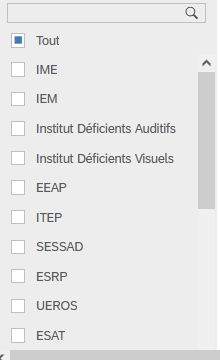 Tout
IME
IEM
Institut Déficients Auditifs
Institut Déficients Visuels
EEAP
ITEP
SESSAD
ESRP
UEROS
ESAT